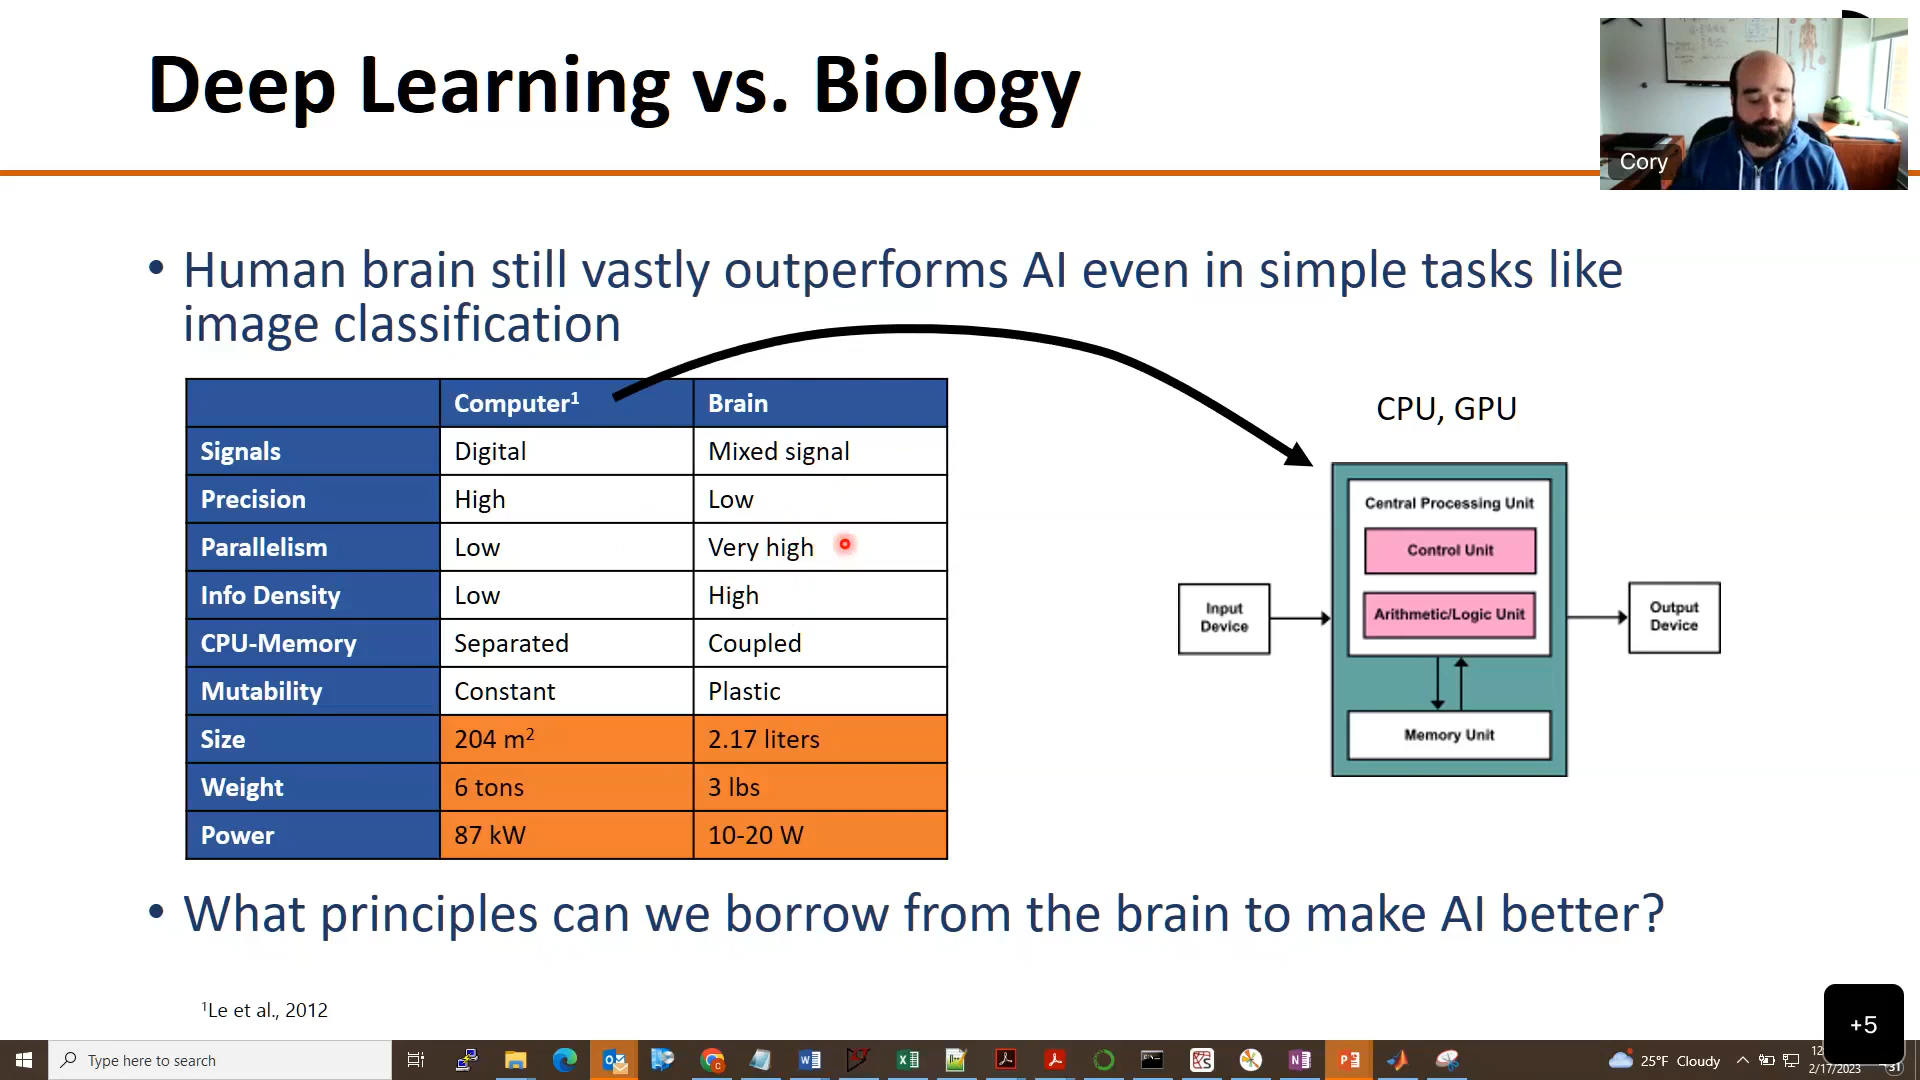 Deep Learning vs. Biology
Cory
• Human brain still vastly outperforms AI even in simple tasks like
image classification
Computer¹ Brain
Signals Digital Mixed signal
Precision High Low
Parallelism Low Very high
Info Density Low High
CPU-Memory Separated Coupled
Mutability Constant Plastic
Size 204 m² 2.17 liters
Weight 6 tons 3 lbs
Power 87 kW 10-20 W
CPU, GPU
Central Processing Unit
Control Unit
Arithmetic/Logic Unit
Input
Device
Output
Device
Memory Unit
• What principles can we borrow from the brain to make AI better?
¹Le et al., 2012
+5
Type here to search
25°F Cloudy
2/17/2023